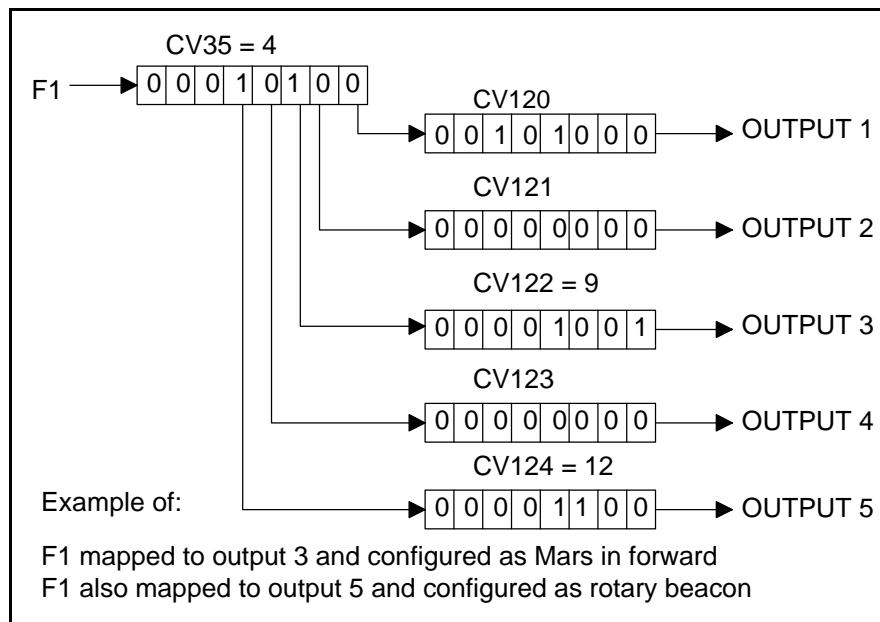 CV35 = 4
F1
0 0 0 1 0 1 0 0
CV120
0 0 1 0 1 0 0 0
OUTPUT 1
CV121
0 0 0 0 0 0 0 0
OUTPUT 2
CV122 = 9
0 0 0 0 1 0 0 1
OUTPUT 3
CV123
0 0 0 0 0 0 0 0
OUTPUT 4
CV124 = 12
0 0 0 0 1 1 0 0
OUTPUT 5
Example of:
F1 mapped to output 3 and configured as Mars in forward
F1 also mapped to output 5 and configured as rotary beacon